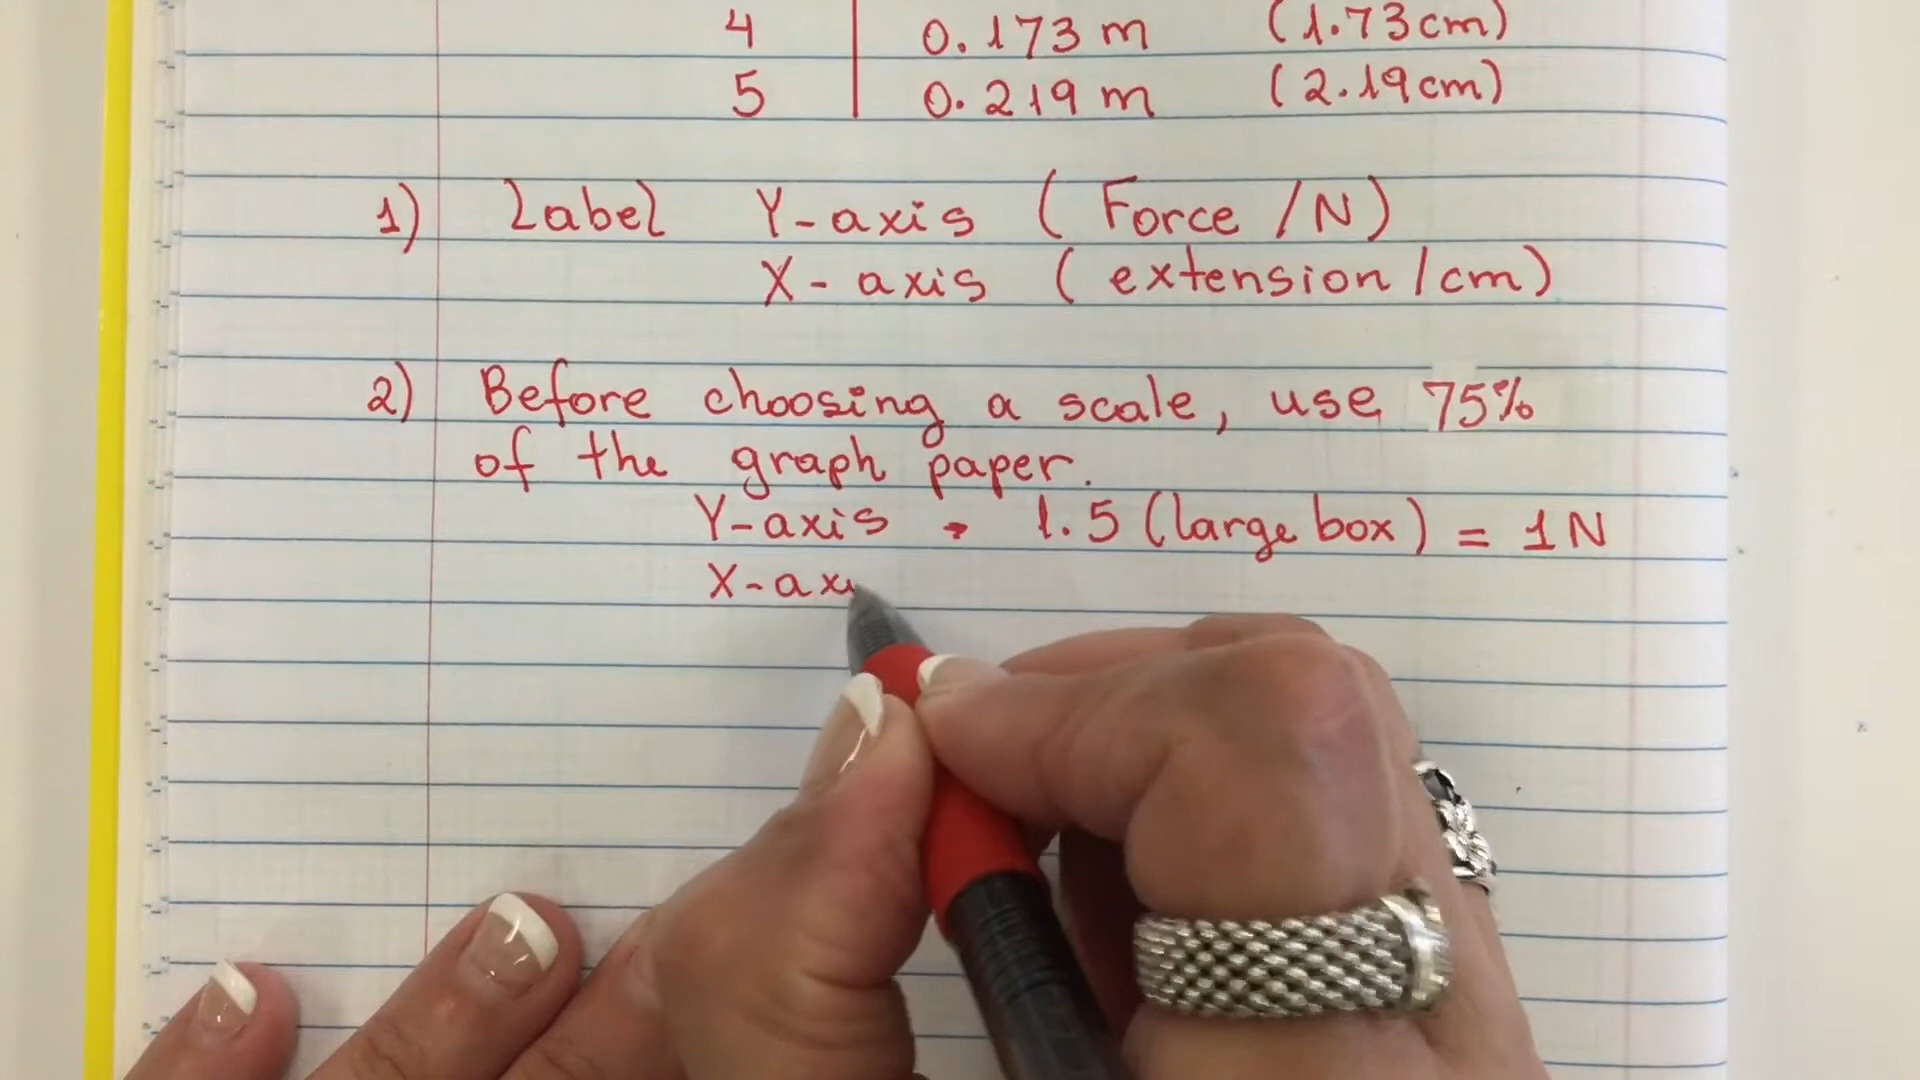 4 0.173 m (1.73cm)
5 0.219 m (2.19cm)
1) Label Y-axis (Force /N)
X-axis (extension /cm)
2) Before choosing a scale, use 75%
of the graph paper.
Y-axis - 1.5 (large box) = 1N
X-axi